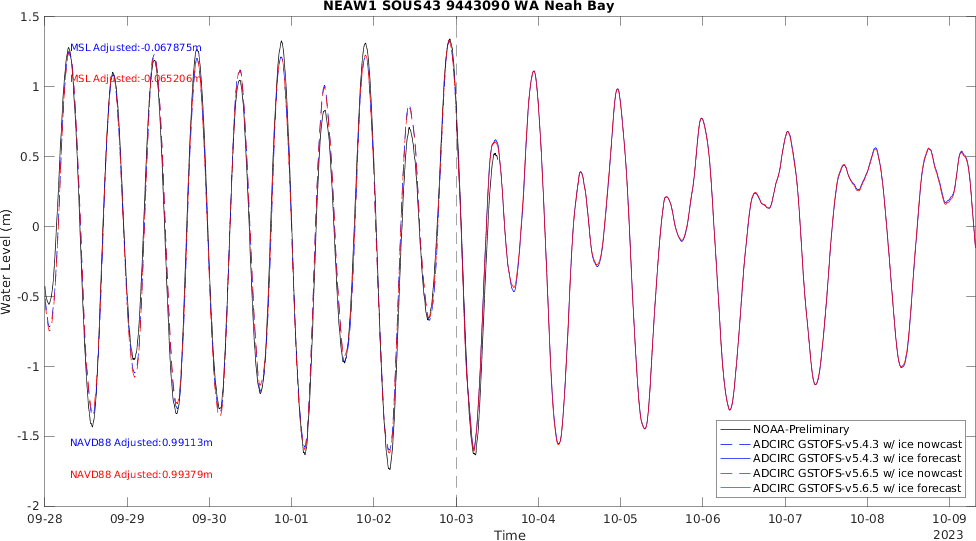 NEAW1 SOUS43 9443090 WA Neah Bay
1.5
1
0.5
0
-0.5
-1
-1.5
-2
Water Level (m)
MSL Adjusted:-0.067875m
MSL Adjusted:-0.065206m
NAVD88 Adjusted:0.99113m
NAVD88 Adjusted:0.99379m
NOAA-Preliminary
ADCIRC GSTOFS-v5.4.3 w/ ice nowcast
ADCIRC GSTOFS-v5.4.3 w/ ice forecast
ADCIRC GSTOFS-v5.6.5 w/ ice nowcast
ADCIRC GSTOFS-v5.6.5 w/ ice forecast
09-28 09-29 09-30 10-01 10-02 10-03 10-04 10-05 10-06 10-07 10-08 10-09
Time
2023